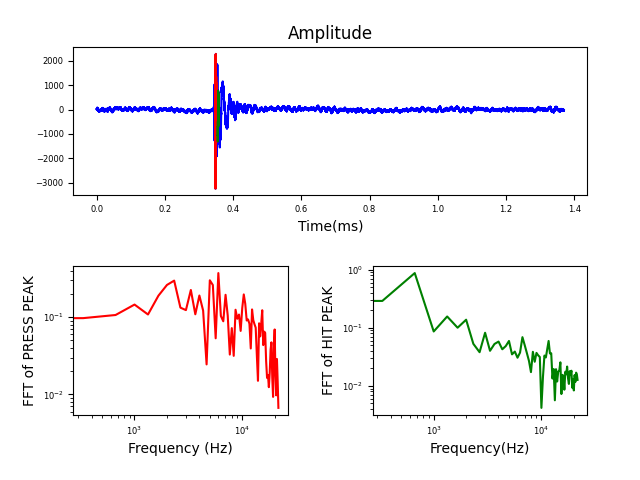 Amplitude
2000
1000
0
−1000
−2000
−3000
0.0 0.2 0.4 0.6 0.8 1.0 1.2 1.4
Time(ms)
FFT of PRESS PEAK
10⁻¹
10⁻²
10³ 10⁴
Frequency (Hz)
FFT of HIT PEAK
10⁰
10⁻¹
10⁻²
10³ 10⁴
Frequency(Hz)